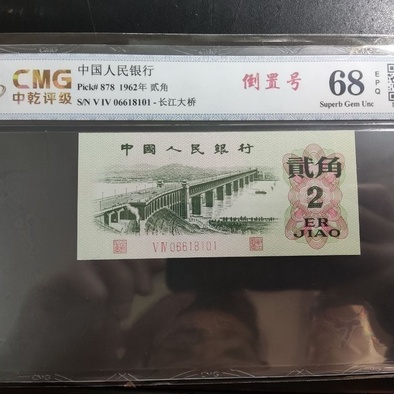 CMG
中乾评级
中国人民银行
Pick# 878 1962年 贰角
S/N V IV 06618101 - 长江大桥
倒置号
68
EPQ
Superb Gem Unc
中國人民銀行
貳角
2
ER
JIAO
V IV 06618101
CMG